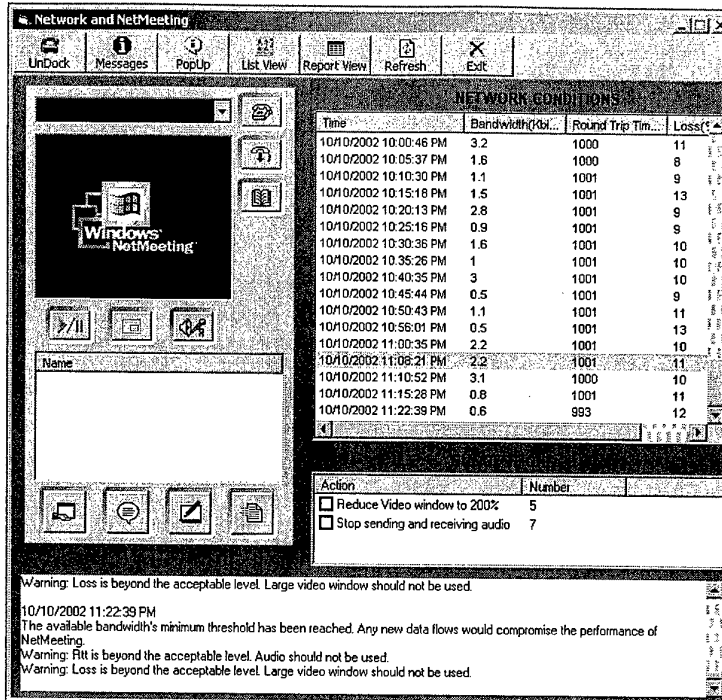 Network and NetMeeting
UnDock Messages PopUp List View Report View Refresh Exit
NETWORK CONDITIONS
Windows
NetMeeting
Name
Time Bandwidth(Kbi... Round Trip Tim... Loss(
10/10/2002 10:00:46 PM 3.2 1000 11
10/10/2002 10:05:37 PM 1.6 1000 8
10/10/2002 10:10:30 PM 1.1 1001 9
10/10/2002 10:15:18 PM 1.5 1001 13
10/10/2002 10:20:13 PM 2.8 1001 9
10/10/2002 10:25:16 PM 0.9 1001 9
10/10/2002 10:30:36 PM 1.6 1001 10
10/10/2002 10:35:26 PM 1 1001 10
10/10/2002 10:40:35 PM 3 1001 10
10/10/2002 10:45:44 PM 0.5 1001 9
10/10/2002 10:50:43 PM 1.1 1001 11
10/10/2002 10:56:01 PM 0.5 1001 13
10/10/2002 11:00:35 PM 2.2 1001 10
10/10/2002 11:08:21 PM 2.2 1001 11
10/10/2002 11:10:52 PM 3.1 1000 10
10/10/2002 11:15:28 PM 0.8 1001 11
10/10/2002 11:22:39 PM 0.6 993 12
Action Number
Reduce Video window to 200% 5
Stop sending and receiving audio 7
Warning: Loss is beyond the acceptable level. Large video window should not be used.
10/10/2002 11:22:39 PM
The available bandwidth's minimum threshold has been reached. Any new data flows would compromise the performance of
NetMeeting.
Warning: Rtt is beyond the acceptable level. Audio should not be used.
Warning: Loss is beyond the acceptable level. Large video window should not be used.